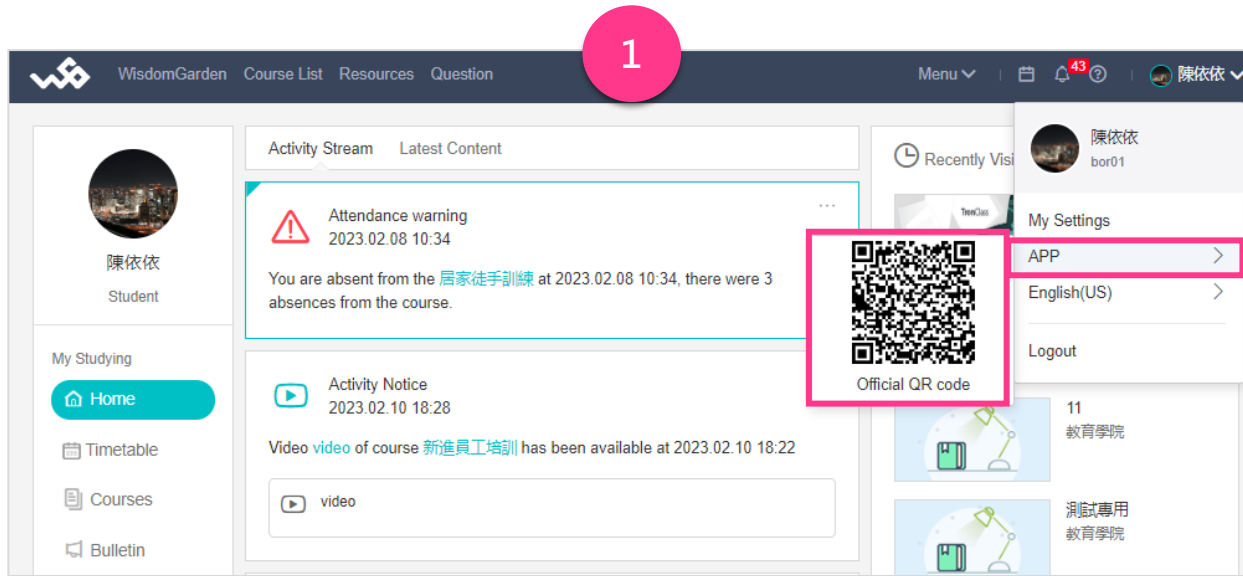 1
WisdomGarden Course List Resources Question Menu 43 陳依依
陳依依
Student
My Studying
Home
Timetable
Courses
Bulletin
Activity Stream Latest Content
Attendance warning
2023.02.08 10:34
You are absent from the 居家徒手訓練 at 2023.02.08 10:34, there were 3
absences from the course.
Activity Notice
2023.02.10 18:28
Video video of course 新進員工培訓 has been available at 2023.02.10 18:22
video
Recently Visi
TronClass
Official QR code
陳依依
bor01
My Settings
APP
English(US)
Logout
11
教育學院
測試專用
教育學院